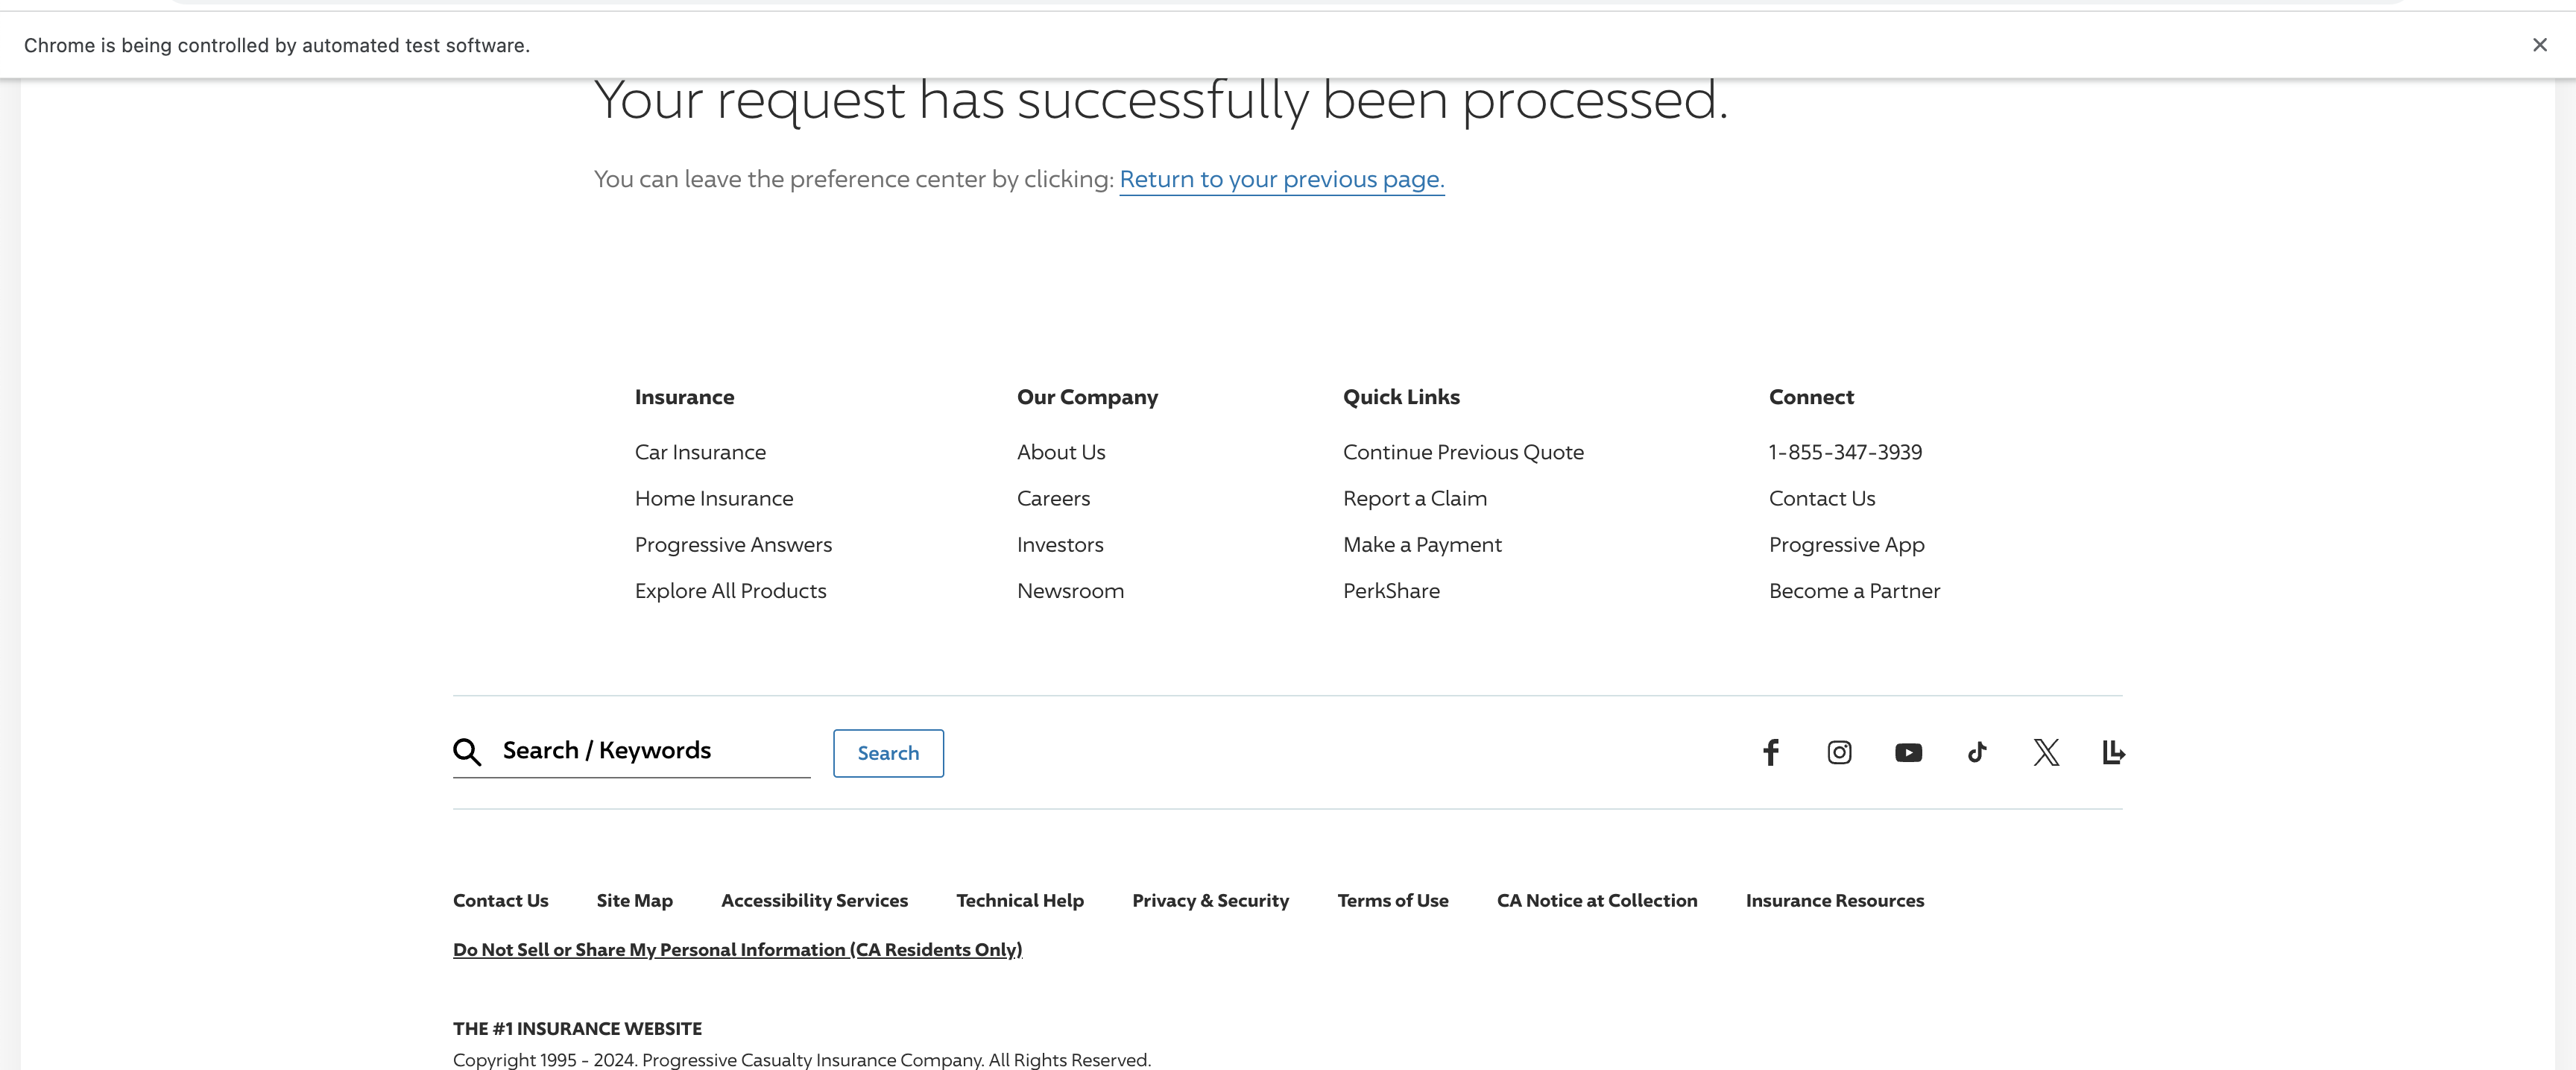 Chrome is being controlled by automated test software.
Your request has successfully been processed.
You can leave the preference center by clicking: Return to your previous page.
Insurance
Car Insurance
Home Insurance
Progressive Answers
Explore All Products
Our Company
About Us
Careers
Investors
Newsroom
Quick Links
Continue Previous Quote
Report a Claim
Make a Payment
PerkShare
Connect
1-855-347-3939
Contact Us
Progressive App
Become a Partner
Search / Keywords
Search
Contact Us Site Map Accessibility Services Technical Help Privacy & Security Terms of Use CA Notice at Collection Insurance Resources
Do Not Sell or Share My Personal Information (CA Residents Only)
THE #1 INSURANCE WEBSITE
Copyright 1995 - 2024. Progressive Casualty Insurance Company. All Rights Reserved.